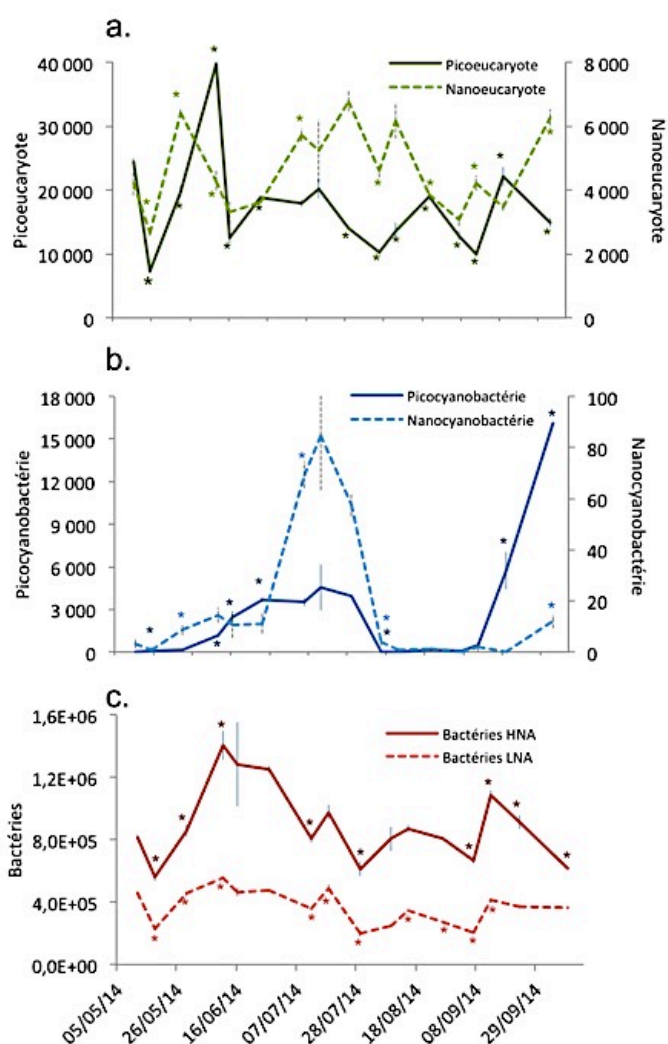 a.
40 000
30 000
20 000
10 000
0
Picoeucaryote
8 000
6 000
4 000
2 000
0
Nanoeucaryote
Picoeucaryote
Nanoeucaryote
b.
18 000
15 000
12 000
9 000
6 000
3 000
0
Picocyanobactérie
100
80
60
40
20
0
Nanocyanobactérie
Picocyanobactérie
Nanocyanobactérie
c.
1,6E+06
1,2E+06
8,0E+05
4,0E+05
0,0E+00
Bactéries
Bactéries HNA
Bactéries LNA
05/05/14
26/05/14
16/06/14
07/07/14
28/07/14
18/08/14
08/09/14
29/09/14